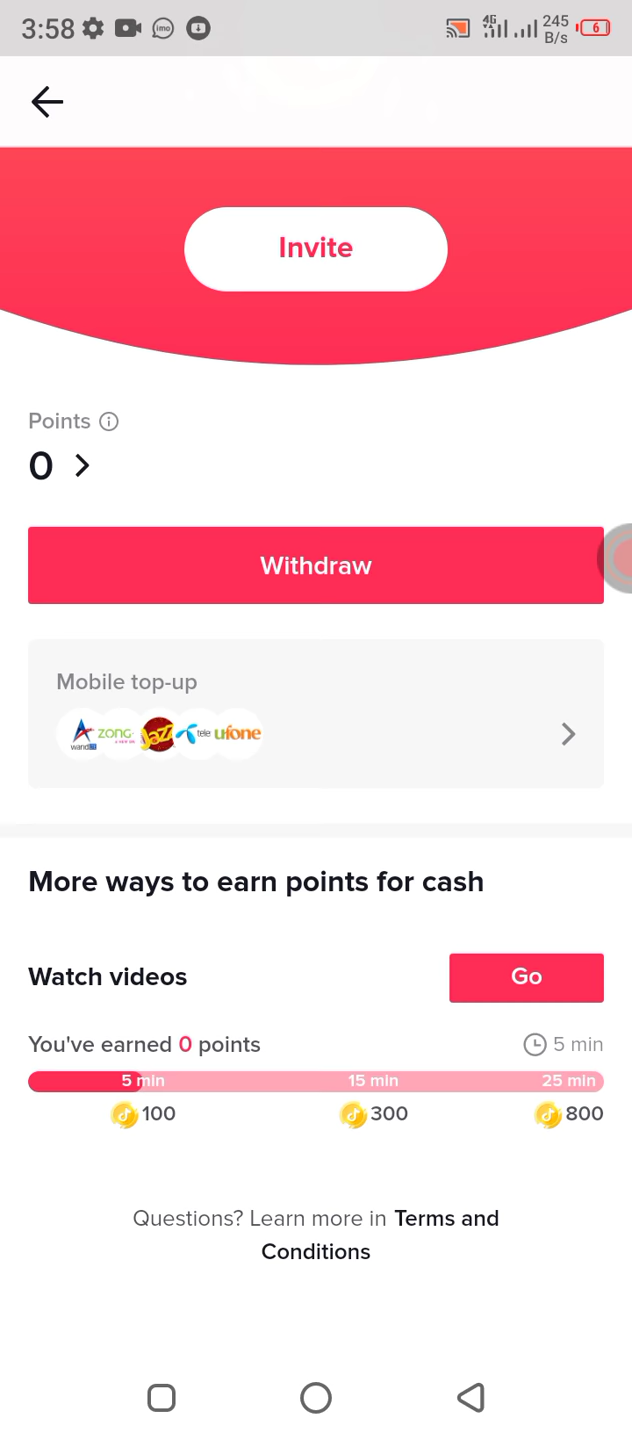 3:58 imo 4G 245 B/s 6
Invite
Points
0
Withdraw
Mobile top-up
ZONG Jazz tele ufone
More ways to earn points for cash
Watch videos Go
You've earned 0 points 5 min
5 min 15 min 25 min
100 300 800
Questions? Learn more in Terms and
Conditions